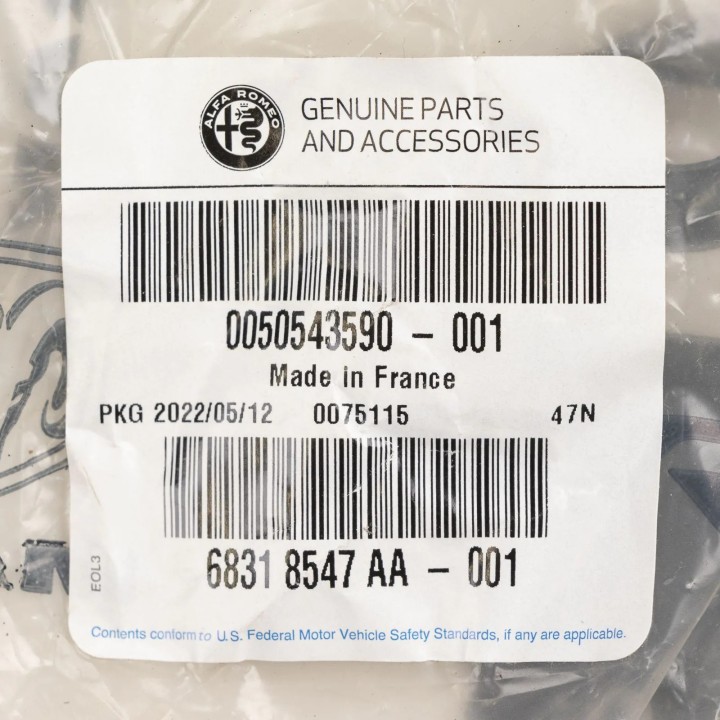 ALFA ROMEO
GENUINE PARTS
AND ACCESSORIES
0050543590 - 001
Made in France
PKG 2022/05/12 0075115 47N
6831 8547 AA - 001
EOL3
Contents conform to U.S. Federal Motor Vehicle Safety Standards, if any are applicable.